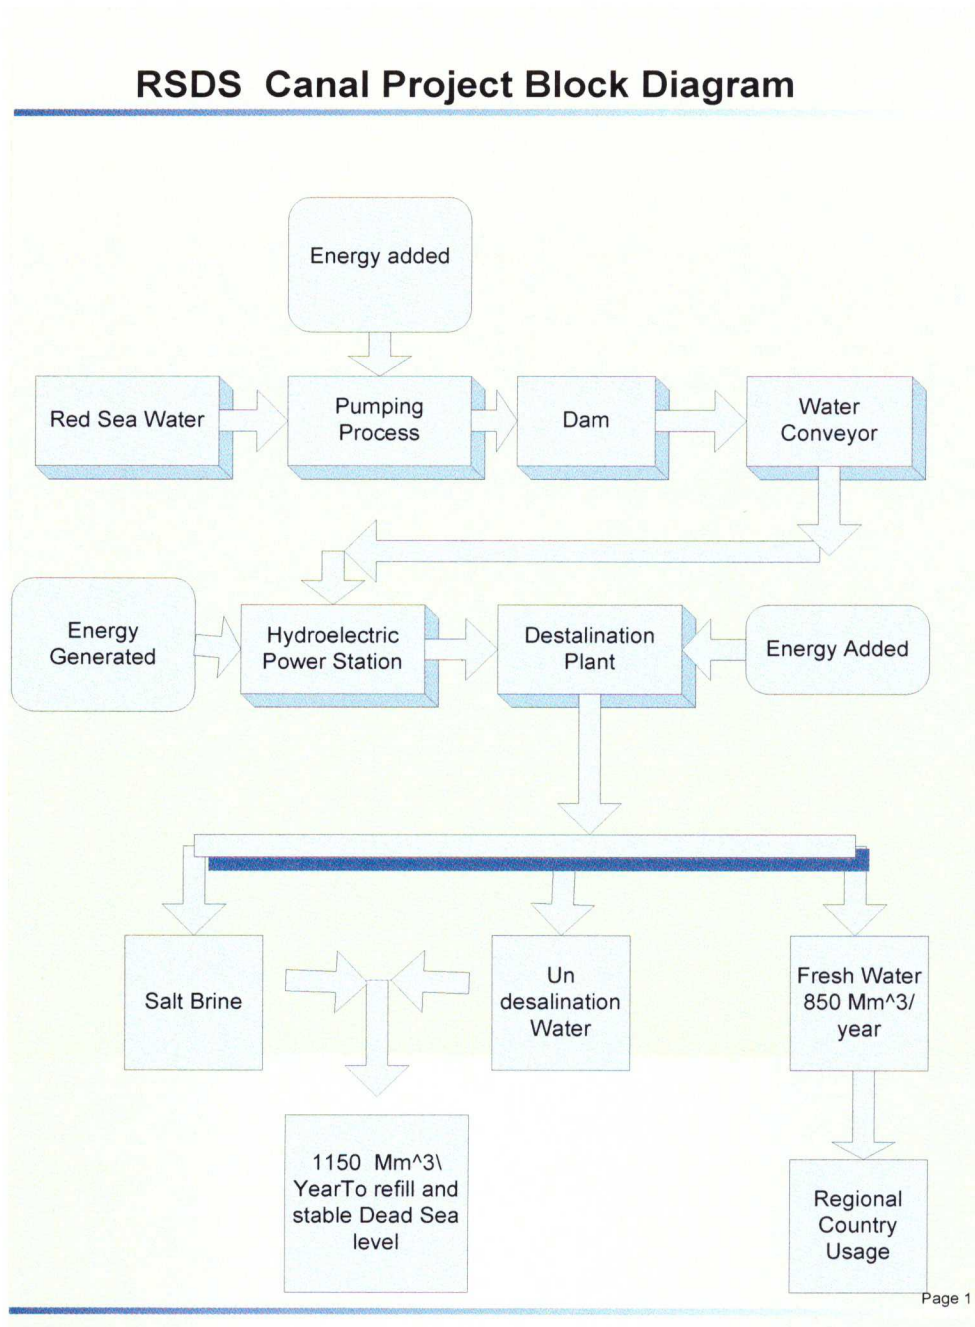 RSDS Canal Project Block Diagram
Energy added
Red Sea Water
Pumping
Process
Dam
Water
Conveyor
Energy
Generated
Hydroelectric
Power Station
Destalination
Plant
Energy Added
Salt Brine
Un
desalination
Water
Fresh Water
850 Mm^3/
year
1150 Mm^3\
YearTo refill and
stable Dead Sea
level
Regional
Country
Usage
Page 1